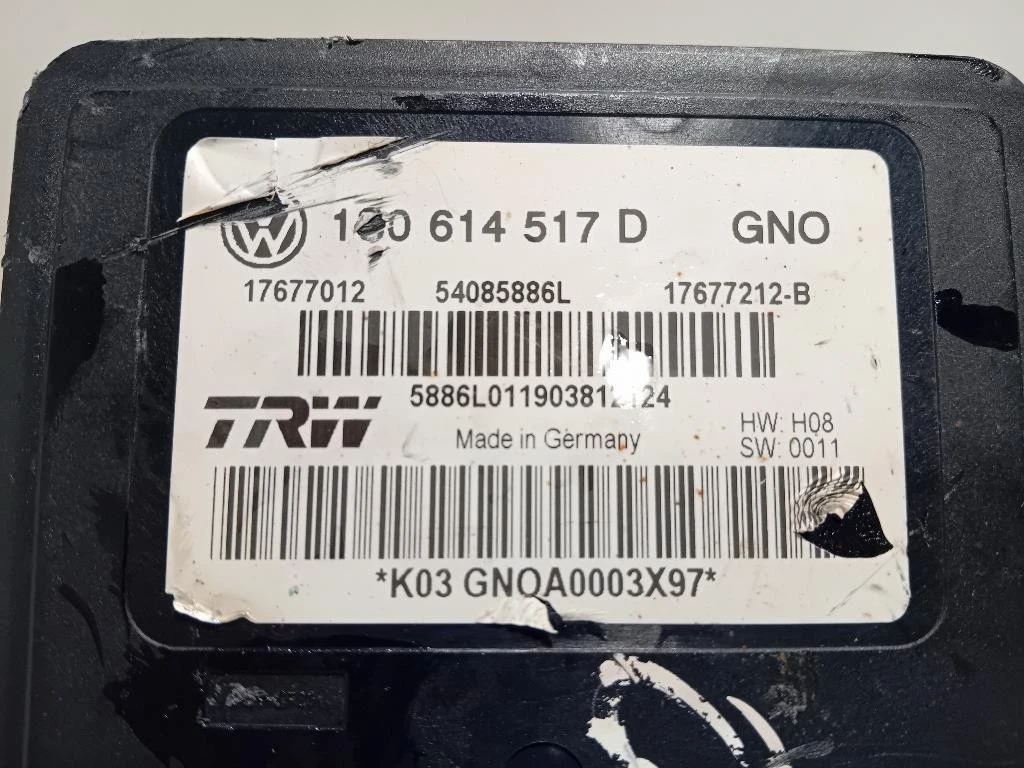 614 517 D GNO
17677012 54085886L 17677212-B
5886L011903812124
TRW Made in Germany HW: H08
SW: 0011
*K03 GNOA0003X97*